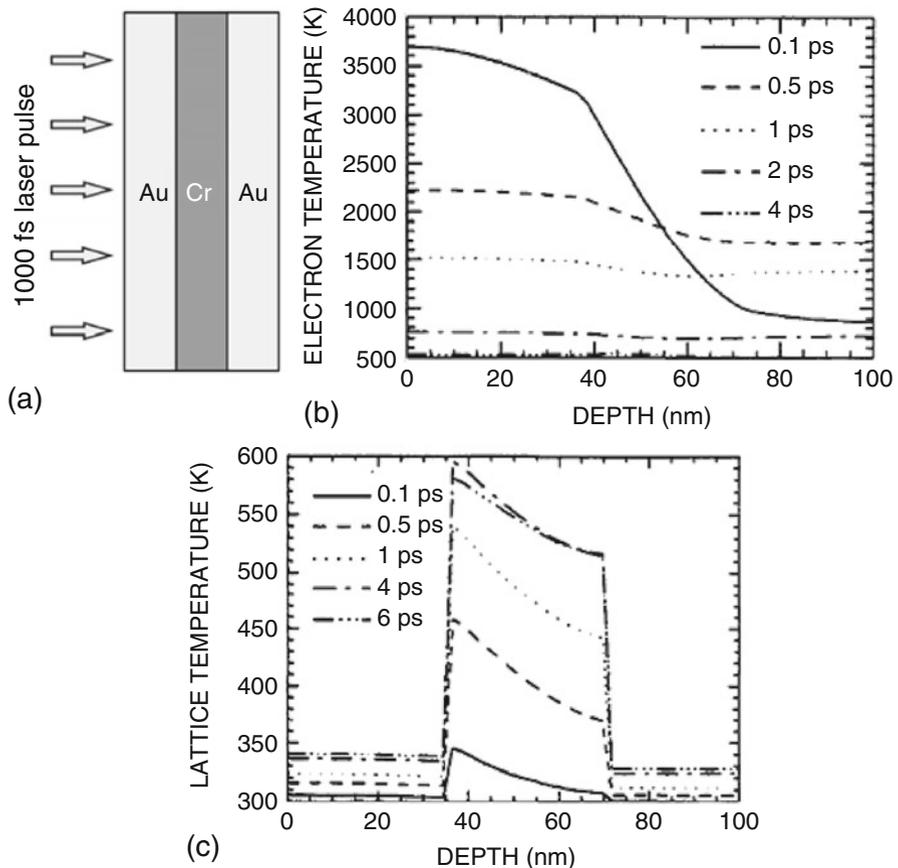 (a)
1000 fs laser pulse
Au Cr Au
(b)
ELECTRON TEMPERATURE (K)
4000
3500
3000
2500
2000
1500
1000
500
0 20 40 60 80 100
DEPTH (nm)
0.1 ps
0.5 ps
1 ps
2 ps
4 ps
(c)
LATTICE TEMPERATURE (K)
600
550
500
450
400
350
300
0 20 40 60 80 100
DEPTH (nm)
0.1 ps
0.5 ps
1 ps
4 ps
6 ps